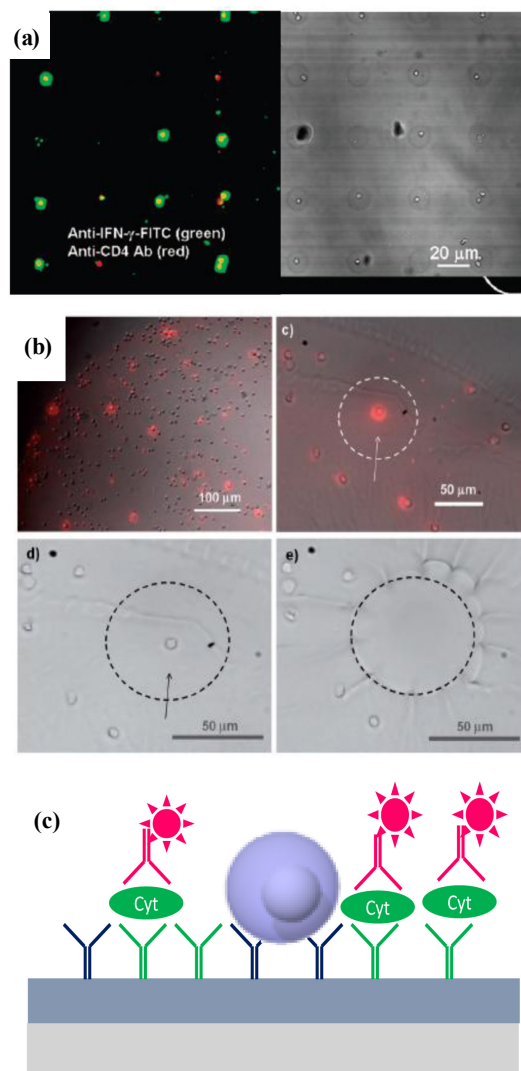 (a)
Anti-IFN-γ-FITC (green)
Anti-CD4 Ab (red)
20 μm
(b)
100 μm
c)
50 μm
d)
50 μm
e)
50 μm
(c)
Cyt
Cyt
Cyt